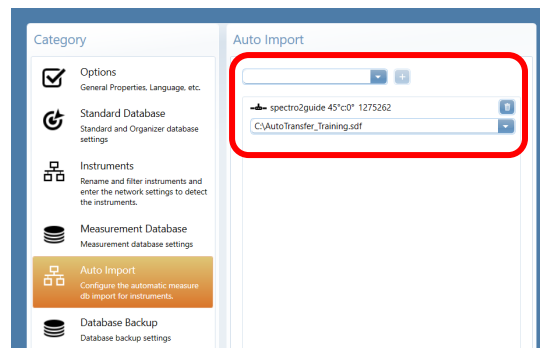 Category
Options
General Properties, Language, etc.
Standard Database
Standard and Organizer database
settings
Instruments
Rename and filter instruments and
enter the network settings to detect
the instruments.
Measurement Database
Measurement database settings
Auto Import
Configure the automatic measure
db import for instruments.
Database Backup
Database backup settings
Auto Import
spectro2guide 45°c:0° 1275262
C:\AutoTransfer_Training.sdf